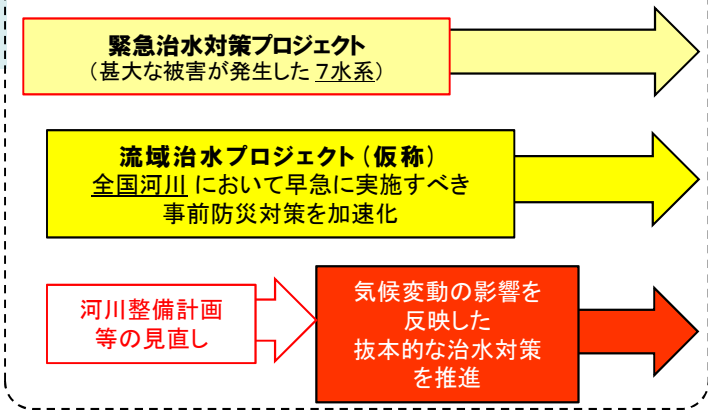 緊急治水対策プロジェクト
（甚大な被害が発生した 7水系）
流域治水プロジェクト（仮称）
全国河川 において早急に実施すべき
事前防災対策を加速化
河川整備計画
等の見直し
気候変動の影響を
反映した
抜本的な治水対策
を推進